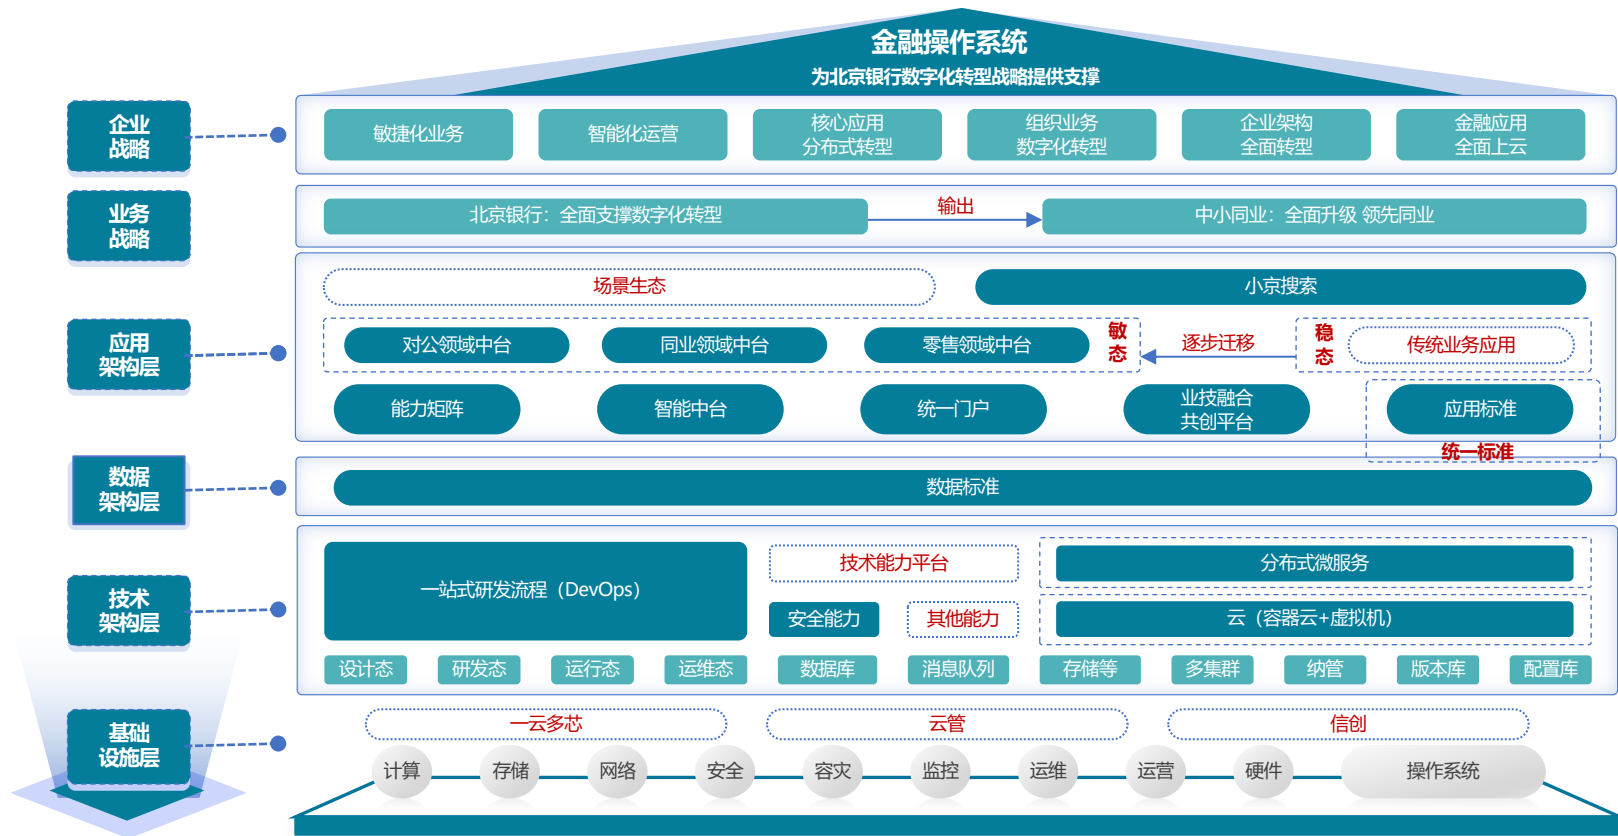 金融操作系统
为北京银行数字化转型战略提供支撑
企业
战略
敏捷化业务
智能化运营
核心应用
分布式转型
组织业务
数字化转型
企业架构
全面转型
金融应用
全面上云
业务
战略
北京银行：全面支撑数字化转型
输出
中小同业：全面升级 领先同业
应用
架构层
场景生态
小京搜索
对公领域中台
同业领域中台
零售领域中台
敏
态
逐步迁移
稳
态
传统业务应用
能力矩阵
智能中台
统一门户
业技融合
共创平台
应用标准
统一标准
数据
架构层
数据标准
技术
架构层
一站式研发流程（DevOps）
技术能力平台
分布式微服务
安全能力
其他能力
云（容器云+虚拟机）
设计态
研发态
运行态
运维态
数据库
消息队列
存储等
多集群
纳管
版本库
配置库
基础
设施层
一云多芯
云管
信创
计算
存储
网络
安全
容灾
监控
运维
运营
硬件
操作系统